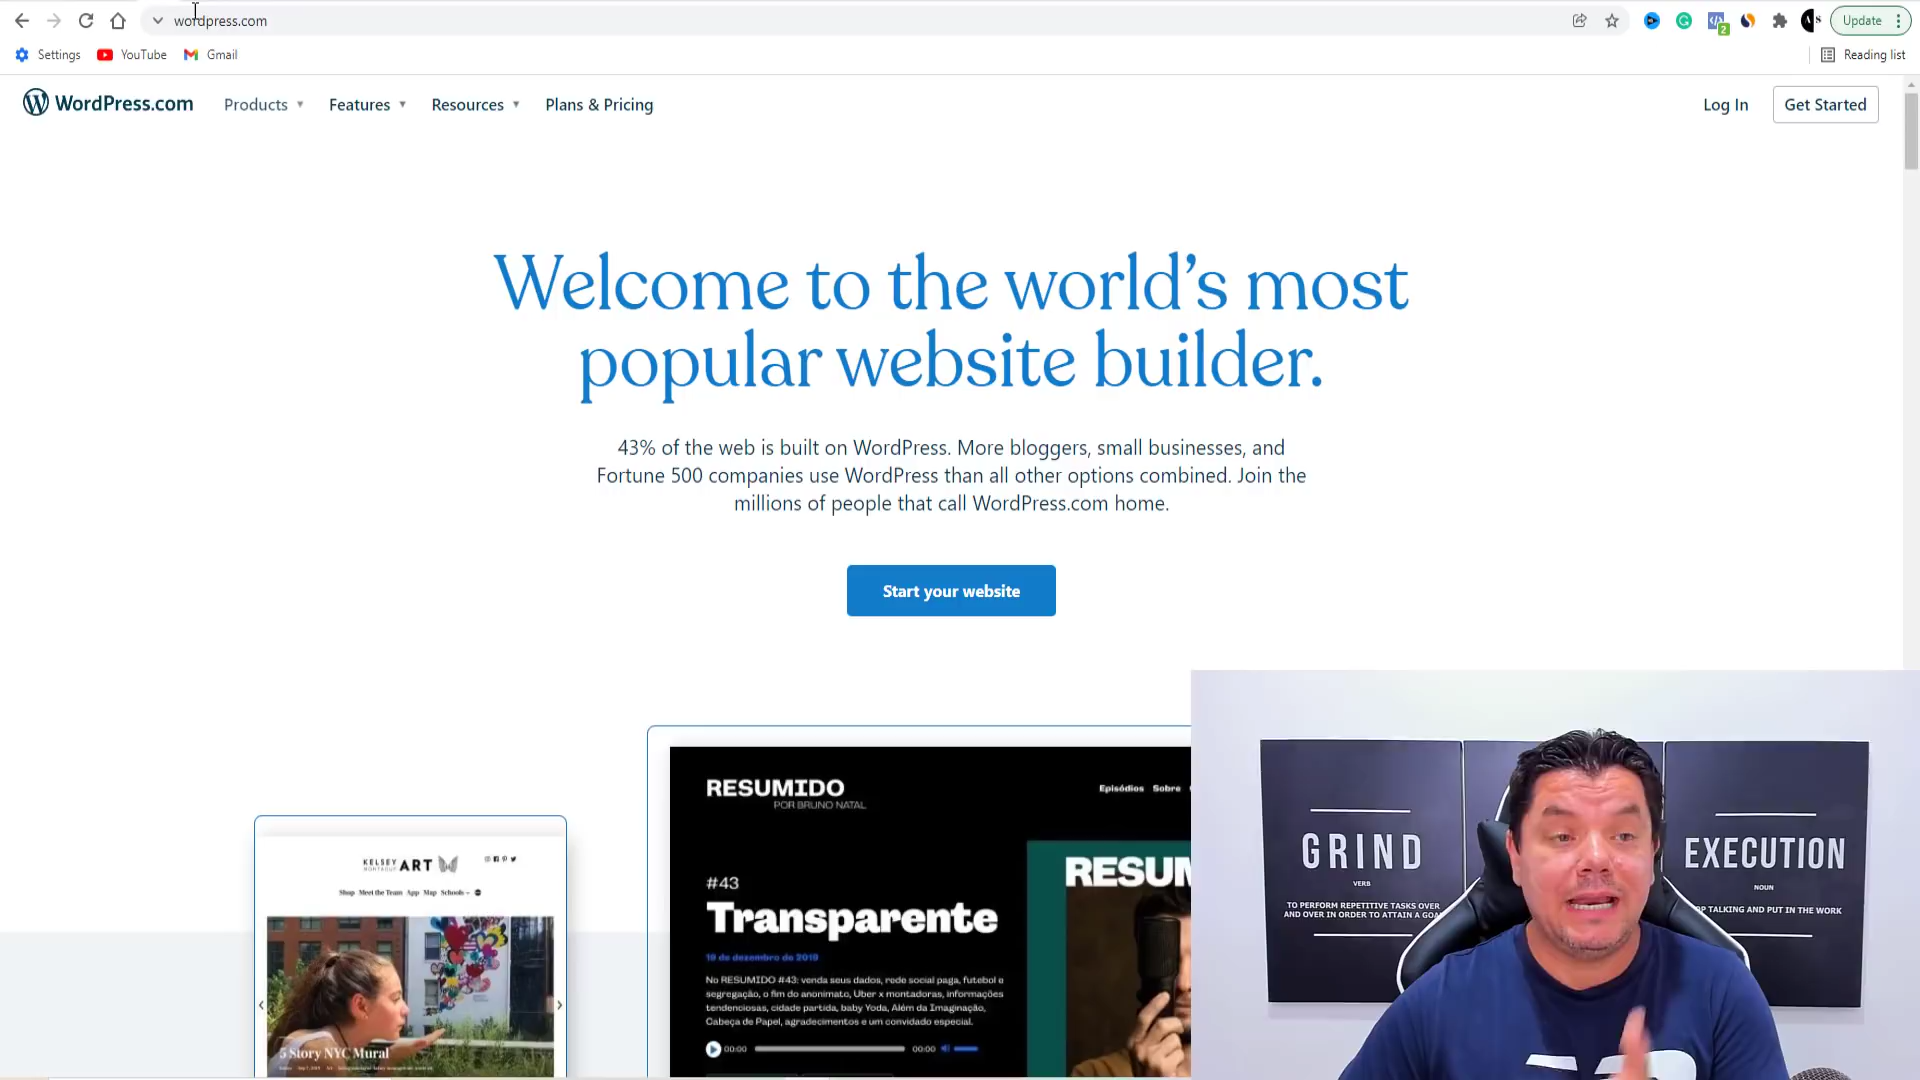 wordpress.com
Update
Settings
YouTube
Gmail
Reading list
2
WordPress.com
Products
Features
Resources
Plans & Pricing
Log In
Get Started
Welcome to the world's most
popular website builder.
43% of the web is built on WordPress. More bloggers, small businesses, and
Fortune 500 companies use WordPress than all other options combined. Join the
millions of people that call WordPress.com home.
Start your website
KELSEY
MONTAGUE
ART
Shop Meet the Team App Map Schools
5 Story NYC Mural
RESUMIDO
POR BRUNO NATAL
Episódios Sobre
#43
Transparente
19 de dezembro de 2019
No RESUMIDO #43: venda seus dados, rede social paga, futebol e
segregação, o fim do anonimato, Uber x montadoras, informações
tendenciosas, cidade partida, baby Yoda, Além da Imaginação,
Cabeça de Papel, agradecimentos e um convidado especial.
00:00
00:00
RESUM
GRIND
VERB
TO PERFORM REPETITIVE TASKS OVER
AND OVER IN ORDER TO ATTAIN A GOA
EXECUTION
NOUN
OP TALKING AND PUT IN THE WORK